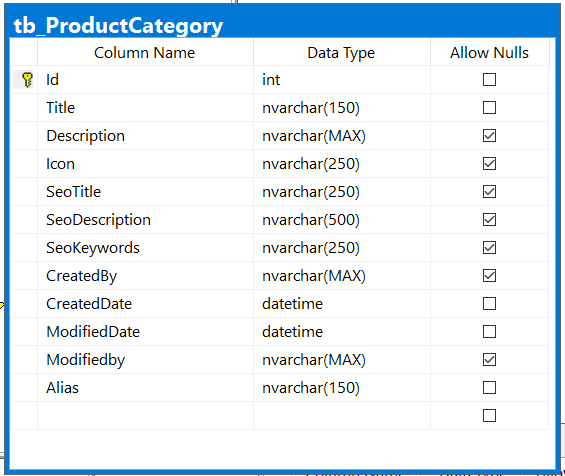 tb_ProductCategory
Column Name Data Type Allow Nulls
Id int
Title nvarchar(150)
Description nvarchar(MAX)
Icon nvarchar(250)
SeoTitle nvarchar(250)
SeoDescription nvarchar(500)
SeoKeywords nvarchar(250)
CreatedBy nvarchar(MAX)
CreatedDate datetime
ModifiedDate datetime
Modifiedby nvarchar(MAX)
Alias nvarchar(150)